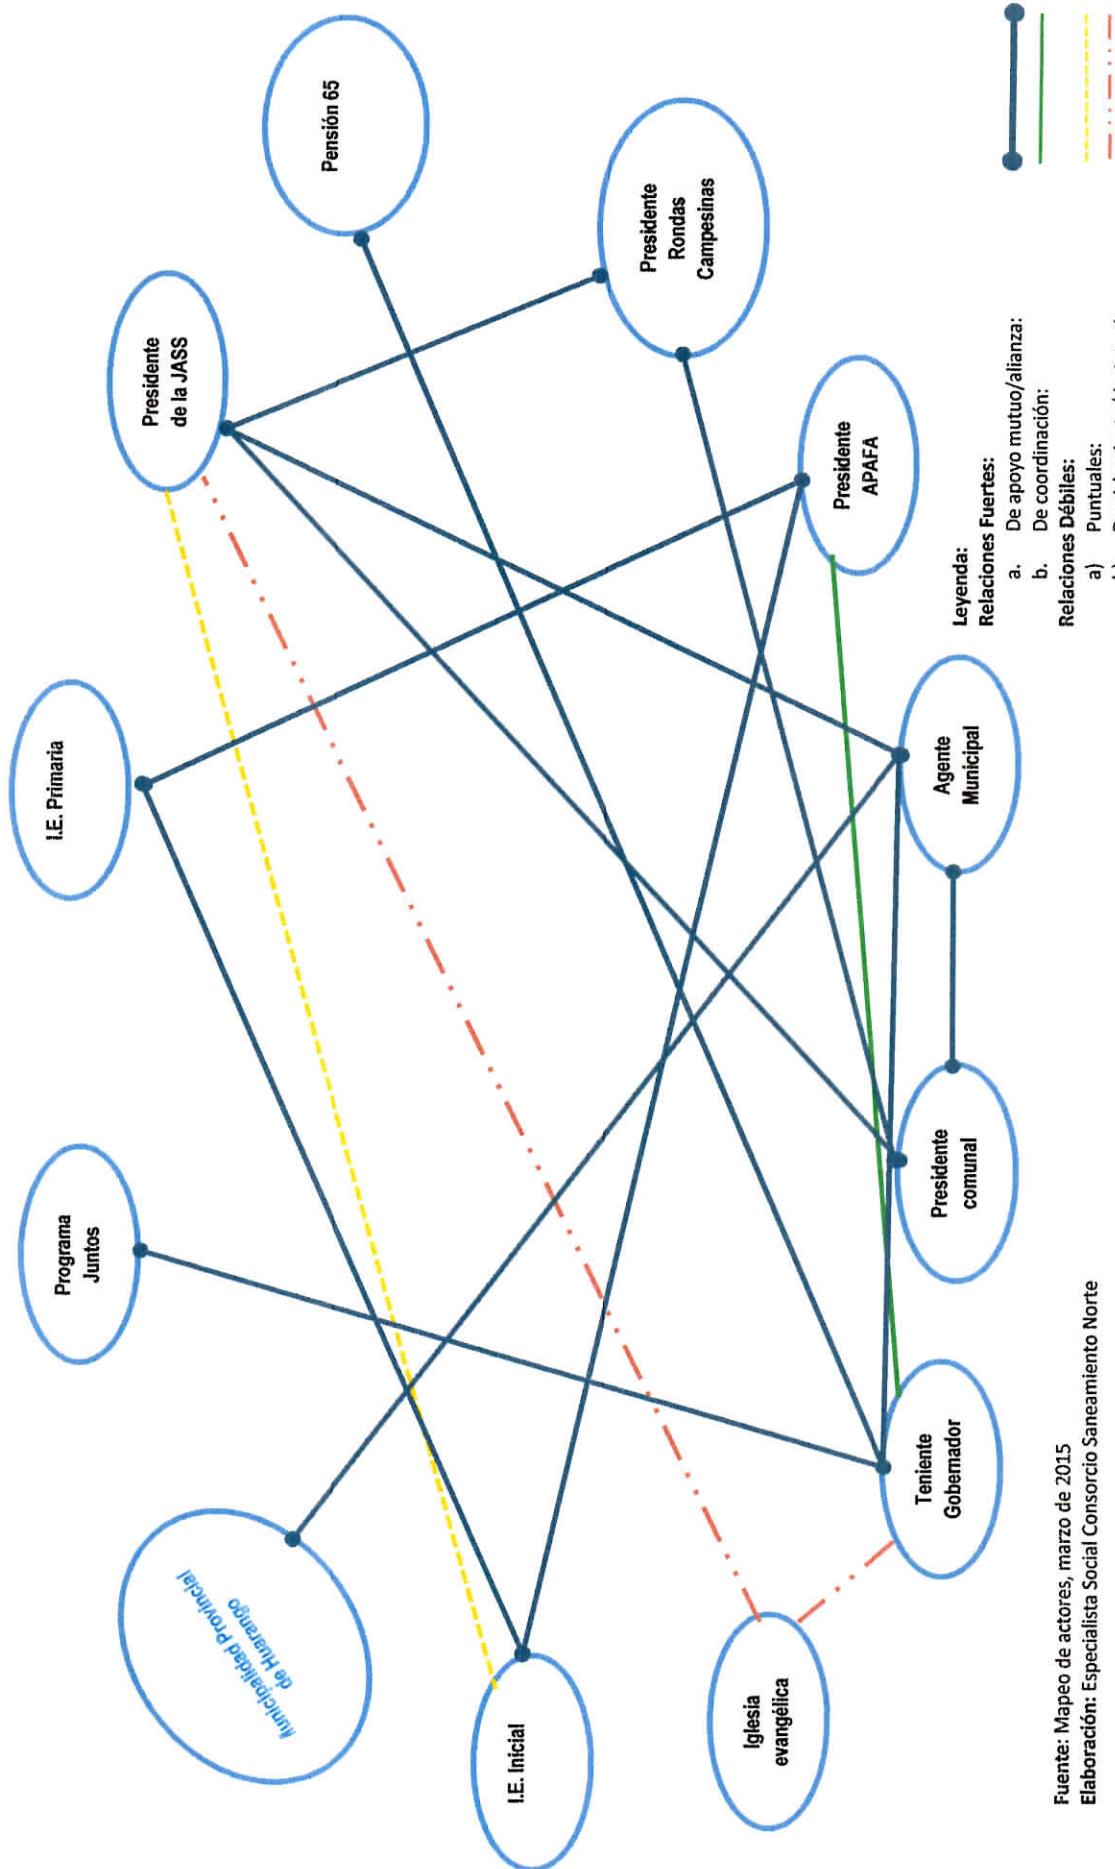 Municipalidad Provincial
de Huarango
Programa
Juntos
I.E. Primaria
Presidente
de la JASS
Pensión 65
Presidente
Rondas
Campesinas
Presidente
APAFA
Agente
Municipal
Presidente
comunal
Teniente
Gobernador
Iglesia
evangélica
I.E. Inicial
Leyenda:
Relaciones Fuertes:
a. De apoyo mutuo/alianza:
b. De coordinación:
Relaciones Débiles:
a) Puntuales:
Fuente: Mapeo de actores, marzo de 2015
Elaboración: Especialista Social Consorcio Saneamiento Norte